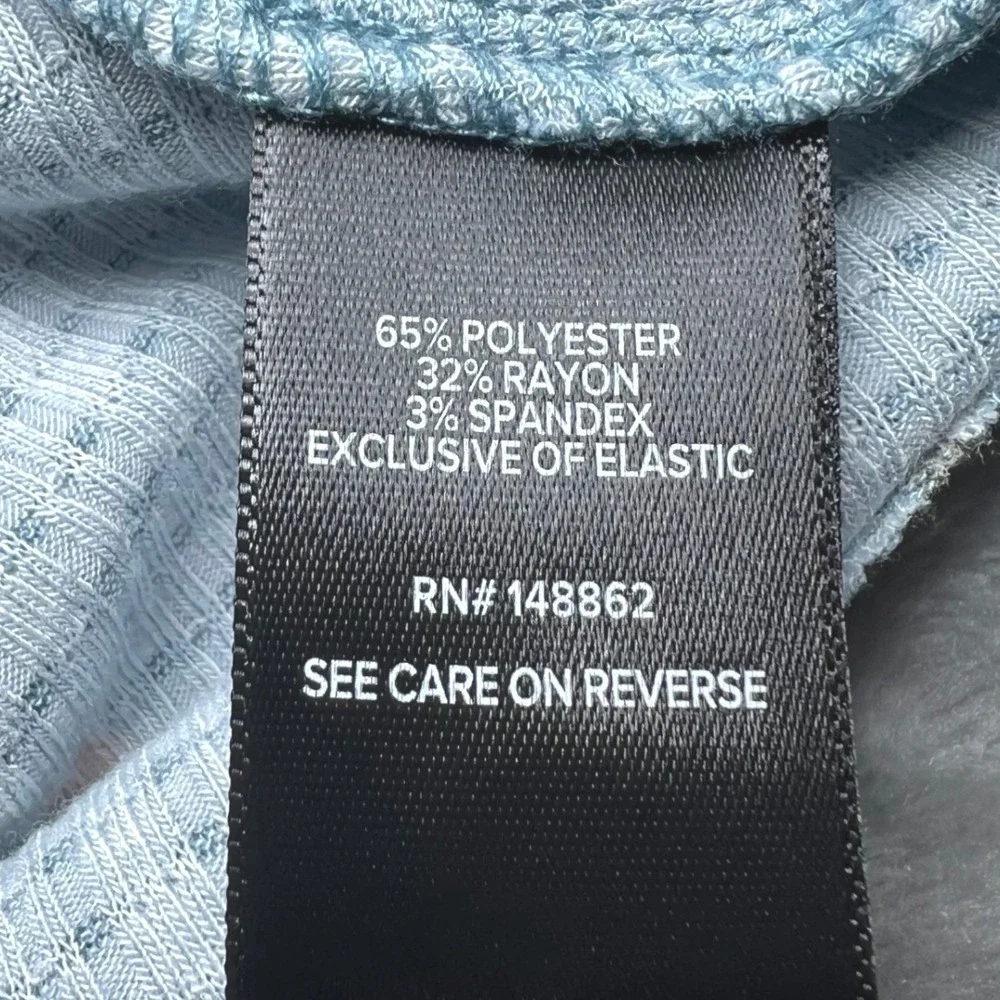 65% POLYESTER
32% RAYON
3% SPANDEX
EXCLUSIVE OF ELASTIC
RN# 148862
SEE CARE ON REVERSE